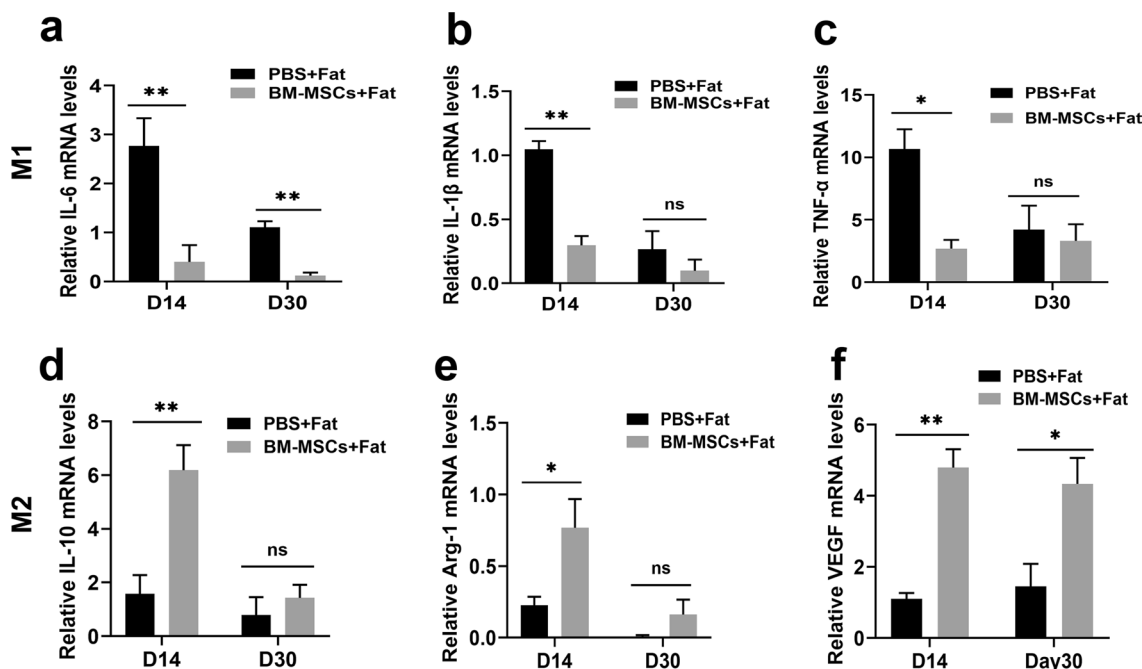 a
PBS+Fat
BM-MSCs+Fat
Relative IL-6 mRNA levels
4
3
2
1
0
**
**
D14
D30
b
PBS+Fat
BM-MSCs+Fat
Relative IL-1β mRNA levels
1.5
1.0
0.5
0.0
**
ns
D14
D30
c
PBS+Fat
BM-MSCs+Fat
Relative TNF-α mRNA levels
15
10
5
0
*
ns
D14
D30
M1
d
PBS+Fat
BM-MSCs+Fat
Relative IL-10 mRNA levels
8
6
4
2
0
**
ns
D14
D30
e
PBS+Fat
BM-MSCs+Fat
Relative Arg-1 mRNA levels
1.5
1.0
0.5
0.0
*
ns
D14
D30
f
PBS+Fat
BM-MSCs+Fat
Relative VEGF mRNA levels
6
4
2
0
**
*
D14
Day30
M2